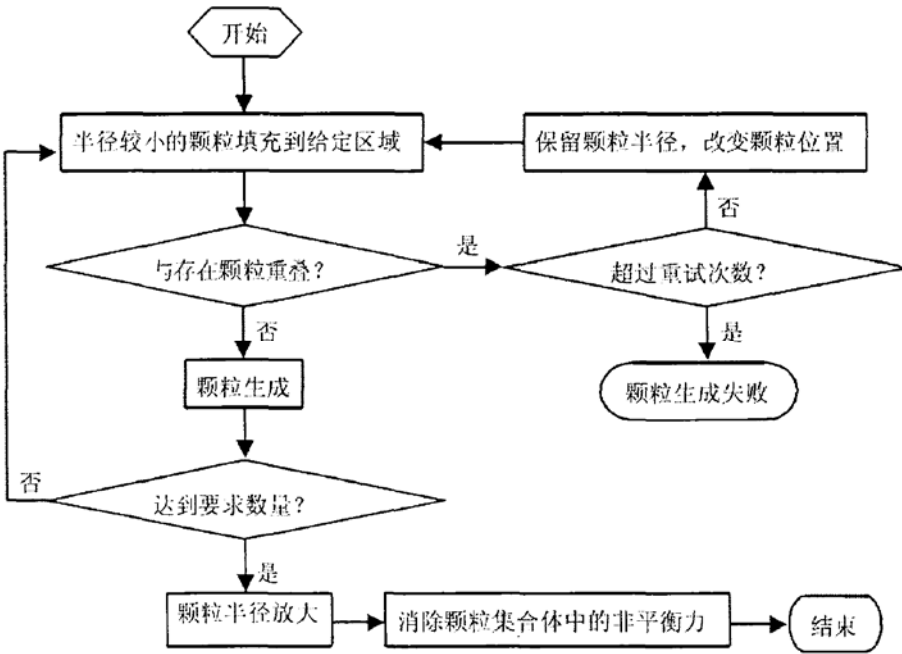 开始
半径较小的颗粒填充到给定区域
保留颗粒半径，改变颗粒位置
否
与存在颗粒重叠？
是
超过重试次数？
否
是
颗粒生成
颗粒生成失败
否
达到要求数量？
是
颗粒半径放大
消除颗粒集合体中的非平衡力
结束